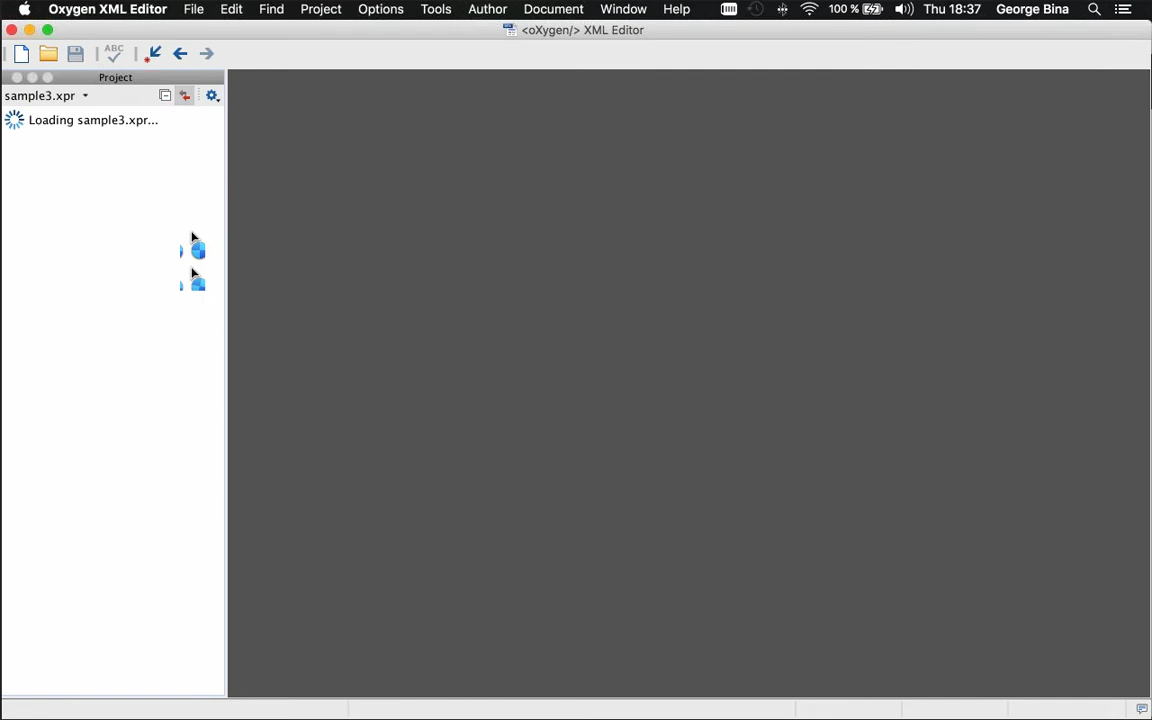 Oxygen XML Editor File Edit Find Project Options Tools Author Document Window Help 100 % Thu 18:37 George Bina
<oXygen/> XML Editor
ABC
Project
sample3.xpr
Loading sample3.xpr...